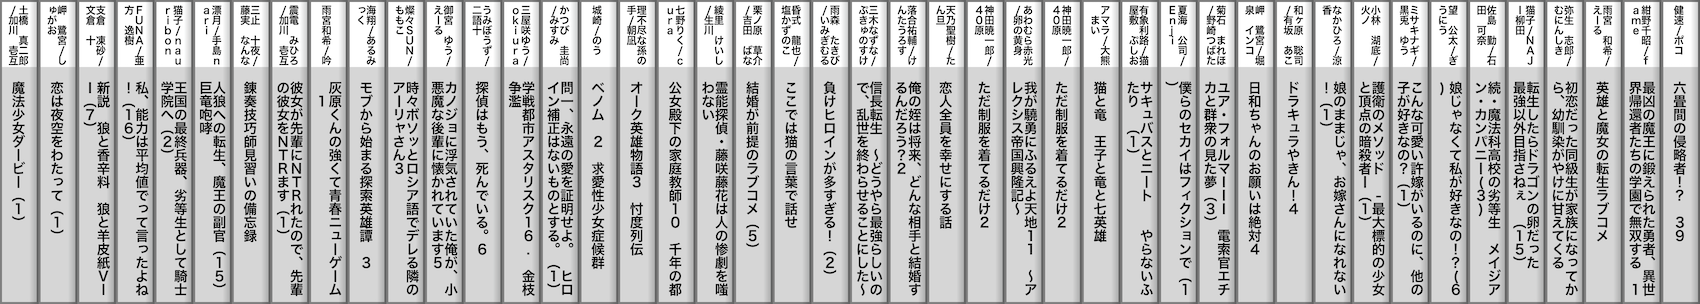 健速/ポコ
六畳間の侵略者！？　３９
紺野千昭/ｆ
ａｍｅ
最凶の魔王に鍛えられた勇者、異世
界帰還者たちの学園で無双する　１
雨宮　和希/
えーる
英雄と魔女の転生ラブコメ
弥生　志郎/
むにんしき
初恋だった同級生が家族になってか
ら、幼馴染がやけに甘えてくる
猫子/ＮＡＪ
Ｉ柳田
転生したらドラゴンの卵だった　～
最強以外目指さねぇ～　（１５）
佐島　勤/石
田　可奈
続・魔法科高校の劣等生　メイジア
ン・カンパニー(３)
望　公太/ぎ
うにう
娘じゃなくて私が好きなの！？(６
)
ミサキナギ/
黒兎　ゆう
こんな可愛い許嫁がいるのに、他の
子が好きなの？（１）
小林　湖底/
火ノ
護衛のメソッド　-最大標的の少女
と頂点の暗殺者-（１）
なかひろ/涼
香
娘のままじゃ、お嫁さんになれない
！（１）
和ヶ原　聡司
/有坂　あこ
ドラキュラやきん！４
岬　鷺宮/堀
泉　インコ
日和ちゃんのお願いは絶対４
夏海　公司/
Ｅｎｊｉ
僕らのセカイはフィクションで（１
）
菊石　まれほ
/野崎つばた
ユア・フォルマＩＩＩ　電索官エチ
カと群衆の見た夢（３）
有象利路/猫
屋敷　ぷしお
サキュバスとニート　～やらないふ
たり～（１）
アマラ/大熊
まい
猫と竜　王子と竜と七英雄
神田暁一郎/
４０原
ただ制服を着てるだけ２
神田暁一郎/
４０原
ただ制服を着てるだけ２
天乃聖樹/た
ん旦
恋人全員を幸せにする話
あわむら赤光
/卵の黄身
我が驍勇にふるえよ天地１１　～ア
レクシス帝国興隆記～
落合祐輔/け
んたうろす
俺の姪は将来、どんな相手と結婚す
るんだろう？２
三木なずな/
ぷきゅのすけ
信長転生　～どうやら最強らしいの
で、乱世を終わらせることにした～
雨森　たきび
/いみぎむる
負けヒロインが多すぎる！（２）
昏式　龍也/
塩かずのこ
ここでは猫の言葉で話せ
栗ノ原　草介
/吉田　ばな
結婚が前提のラブコメ（５）
綾里　けいし
/生川
霊能探偵・藤咲藤花は人の惨劇を嗤
わない
七野りりく/ｃ
ｕｒａ
公女殿下の家庭教師１０　千年の都
理不尽な孫の
手/朝凪
オーク英雄物語３　忖度列伝
城崎/のう
ベノム　２　求愛性少女症候群
かつび　圭尚
/みすみ
問一、永遠の愛を証明せよ。　ヒロ
イン補正はないものとする。（１）
三屋咲ゆう/
ｏｋｉｕｒａ
学戦都市アスタリスク１６．金枝
争濫
うみぼうず/
二語十
探偵はもう、死んでいる。６
御宮　ゆう/
えーる
カノジョに浮気されていた俺が、小
悪魔な後輩に懐かれています５
燦々ＳＵＮ/
ももこ
時々ボソッとロシア語でデレる隣の
アーリャさん３
海翔/あるみ
っく
モブから始まる探索英雄譚　３
雨宮和希/吟
灰原くんの強くて青春ニューゲーム
１
震電　みひろ
/加川　壱互
彼女が先輩にＮＴＲれたので、先輩
の彼女をＮＴＲます（１）
三止　十夜/
藤実　なんな
錬奏技巧師見習いの備忘録
漂月/手島ｎ
ａｒｉ
人狼への転生、魔王の副官（１５）
巨竜咆哮
猫子/ｎａｕ
ｒｉｂｏｎ
王国の最終兵器、劣等生として騎士
学院へ（２）
ＦＵＮＡ/亜
方　逸樹
私、能力は平均値でって言ったよね
！（１６）
支倉　凍砂/
文倉　十
新説　狼と香辛料　狼と羊皮紙Ｖ－
－（７）
岬　鷺宮/し
ゅがお
恋は夜空をわたって（１）
土橋　真二郎
/加川　壱互
魔法少女ダービー（１）